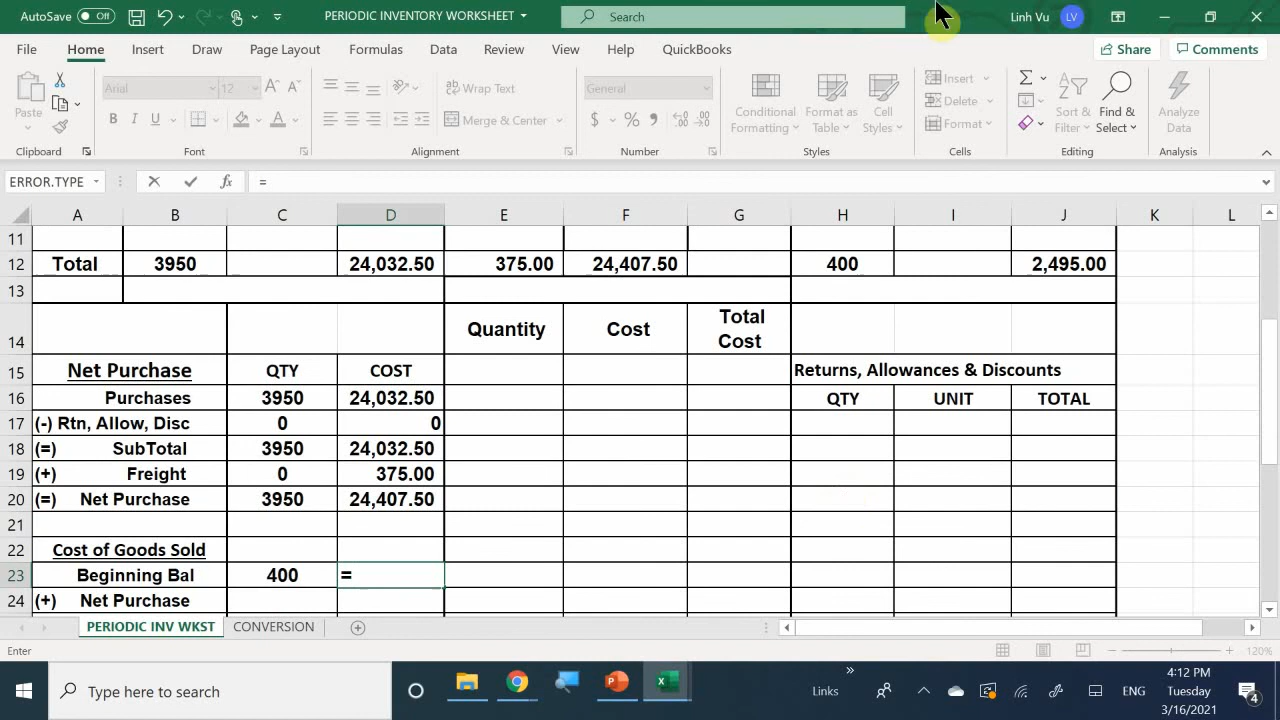 AutoSave Off PERIODIC INVENTORY WORKSHEET Search Linh Vu LV
File Home Insert Draw Page Layout Formulas Data Review View Help QuickBooks Share Comments
Paste Arial 12 Wrap Text General Conditional Formatting Format as Table Cell Styles Insert Sort & Filter Find & Select Analyze Data
B I U Merge & Center $ % Delete
Format
Clipboard Font Alignment Number Styles Cells Editing Analysis
ERROR.TYPE fx =
A B C D E F G H I J K L
11
12 Total 3950 24,032.50 375.00 24,407.50 400 2,495.00
13
14 Quantity Cost Total Cost
15 Net Purchase QTY COST Returns, Allowances & Discounts
16 Purchases 3950 24,032.50 QTY UNIT TOTAL
17 (-) Rtn, Allow, Disc 0 0
18 (=) SubTotal 3950 24,032.50
19 (+) Freight 0 375.00
20 (=) Net Purchase 3950 24,407.50
21
22 Cost of Goods Sold
23 Beginning Bal 400 =
24 (+) Net Purchase
PERIODIC INV WKST CONVERSION
Enter 120%
Type here to search Links ENG 4:12 PM
Tuesday
3/16/2021 4